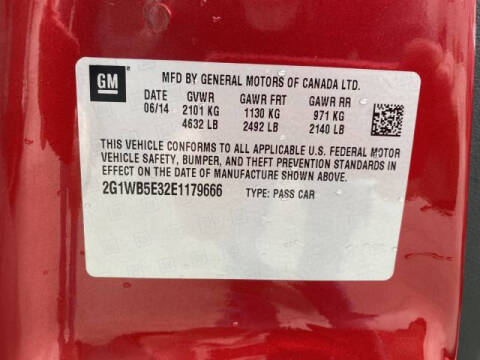 GM MFD BY GENERAL MOTORS OF CANADA LTD.
DATE GVWR GAWR FRT GAWR RR
06/14 2101 KG 1130 KG 971 KG
4632 LB 2492 LB 2140 LB
THIS VEHICLE CONFORMS TO ALL APPLICABLE U.S. FEDERAL MOTOR
VEHICLE SAFETY, BUMPER, AND THEFT PREVENTION STANDARDS IN
EFFECT ON THE DATE OF MANUFACTURE SHOWN ABOVE.
2G1WB5E32E1179666 TYPE: PASS CAR